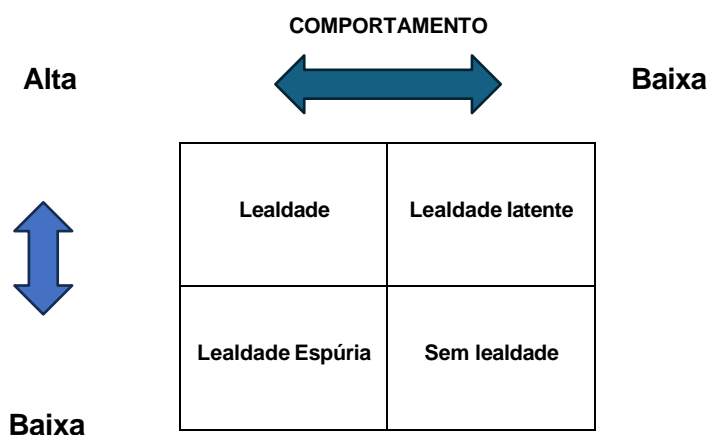 COMPORTAMENTO
Alta
Baixa
Lealdade
Lealdade latente
Lealdade Espúria
Sem lealdade
Baixa